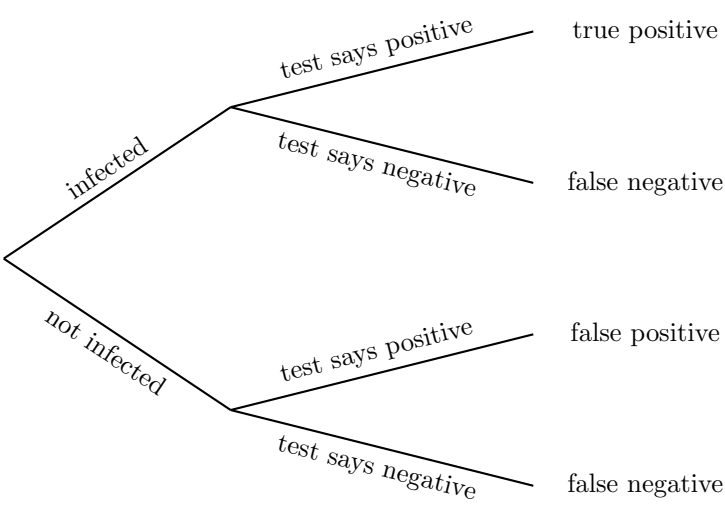 test says positive
true positive
infected
test says negative
false negative
not infected
test says positive
false positive
test says negative
false negative